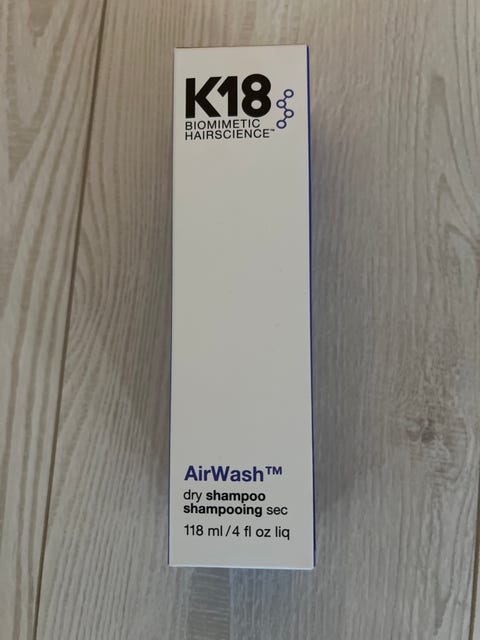 K18
BIOMIMETIC
HAIRSCIENCE™
AirWash™
dry shampoo
shampooing sec
118 ml/4 fl oz liq